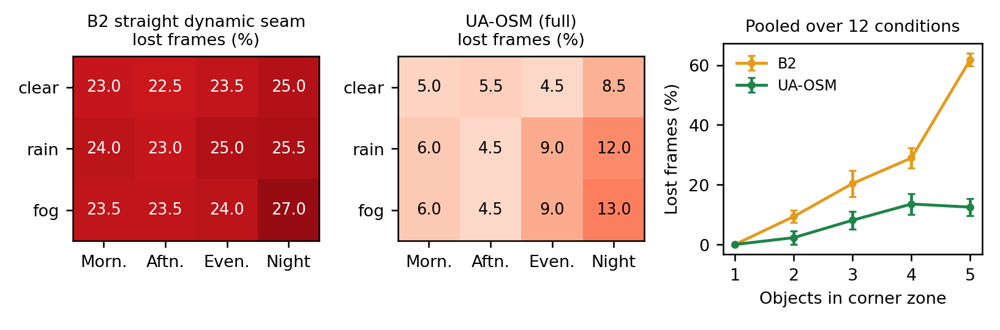 B2 straight dynamic seam
lost frames (%)
clear 23.0 22.5 23.5 25.0
rain 24.0 23.0 25.0 25.5
fog 23.5 23.5 24.0 27.0
Morn. Aftn. Even. Night
UA-OSM (full)
lost frames (%)
clear 5.0 5.5 4.5 8.5
rain 6.0 4.5 9.0 12.0
fog 6.0 4.5 9.0 13.0
Morn. Aftn. Even. Night
Pooled over 12 conditions
B2
UA-OSM
Lost frames (%)
60
40
20
0
1 2 3 4 5
Objects in corner zone